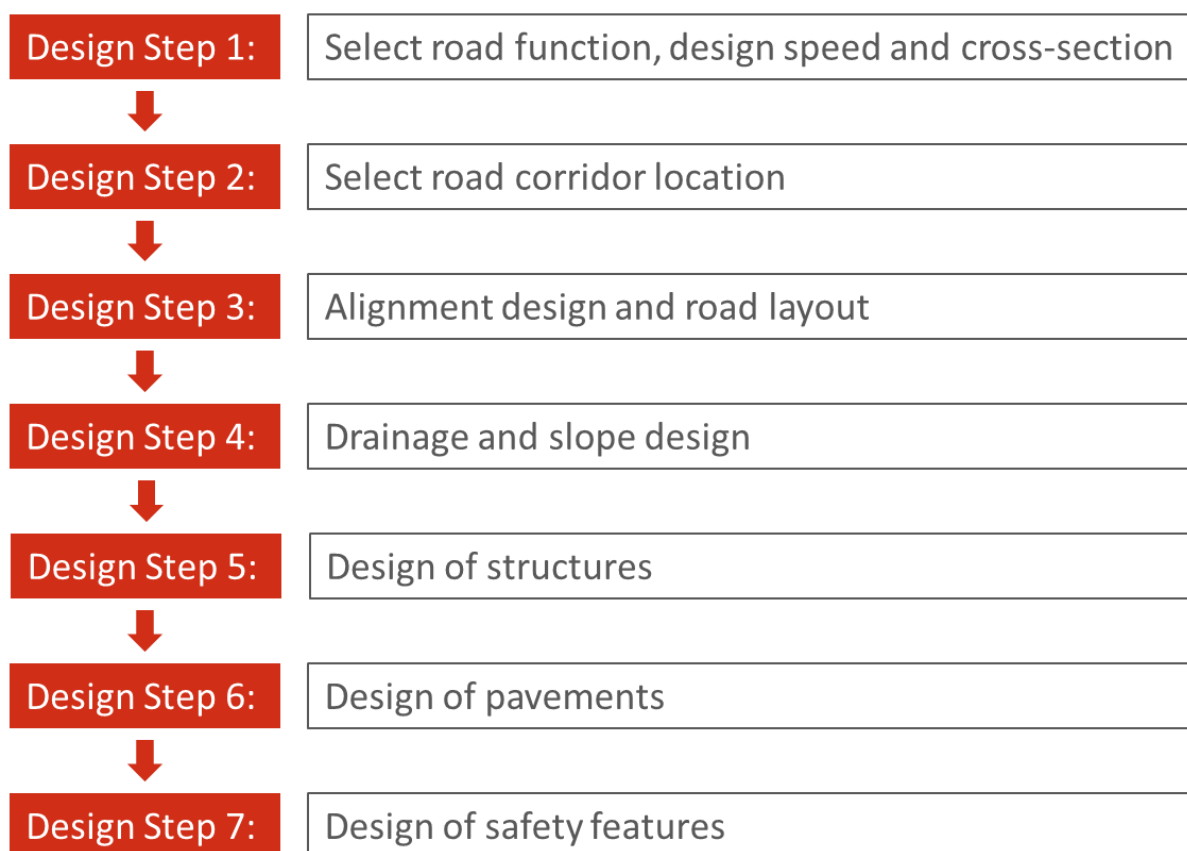 Design Step 1: Select road function, design speed and cross-section
Design Step 2: Select road corridor location
Design Step 3: Alignment design and road layout
Design Step 4: Drainage and slope design
Design Step 5: Design of structures
Design Step 6: Design of pavements
Design Step 7: Design of safety features